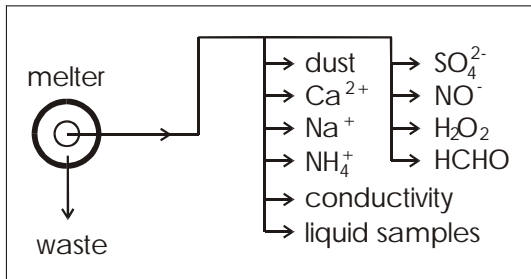 melter
waste
dust
Ca²⁺
Na⁺
NH₄⁺
conductivity
liquid samples
SO₄²⁻
NO⁻
H₂O₂
HCHO